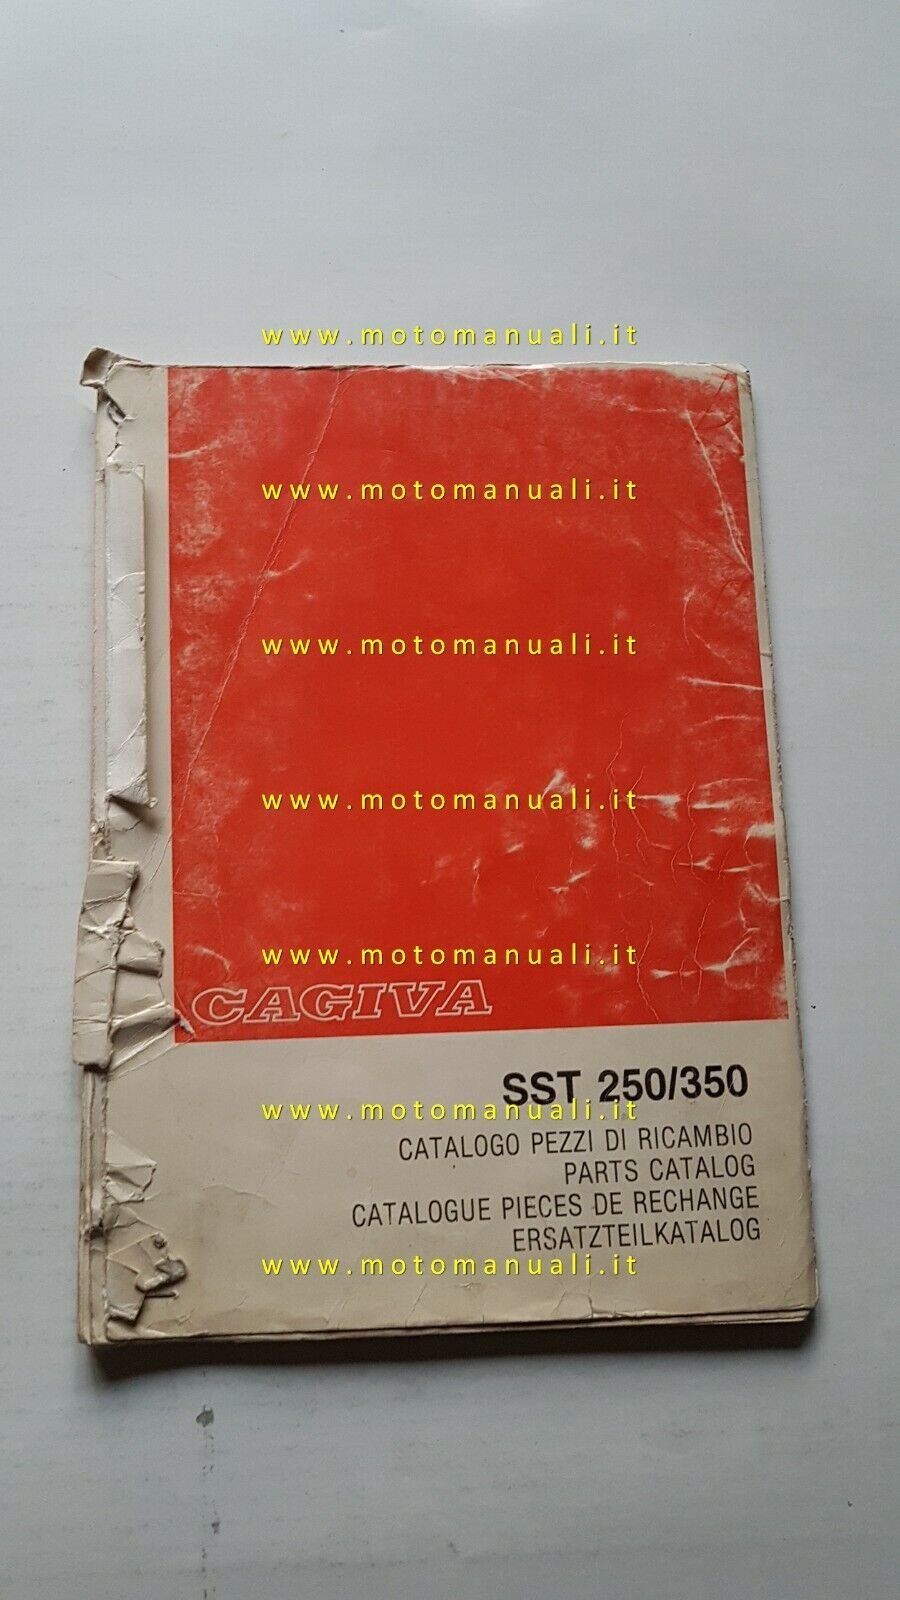 www.motomanuali.it
www.motomanuali.it
www.motomanuali.it
www.motomanuali.it
www.motomanuali.it
CAGIVA
SST 250/350
www.motomanuali.it
CATALOGO PEZZI DI RICAMBIO
PARTS CATALOG
CATALOGUE PIECES DE RECHANGE
ERSATZTEILKATALOG
www.motomanuali.it